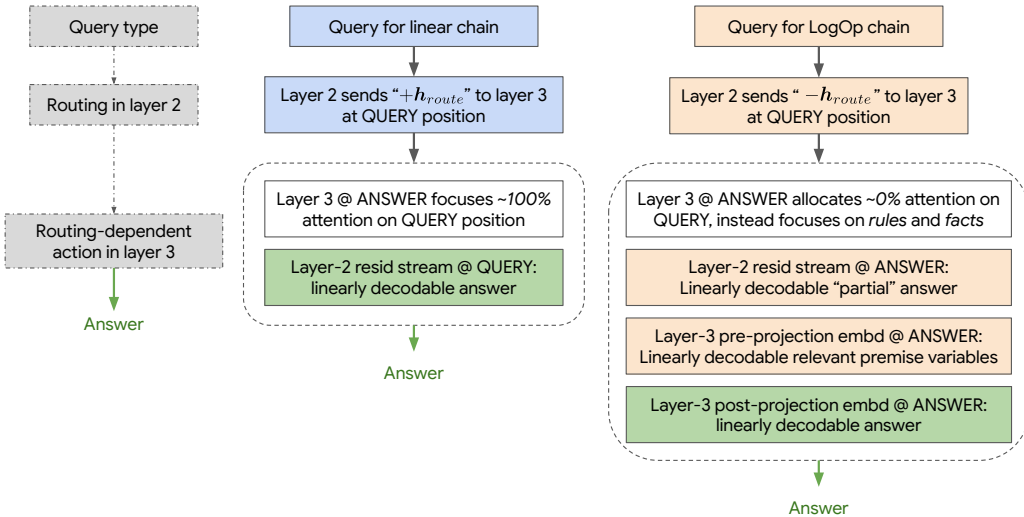 Query type
Routing in layer 2
Routing-dependent
action in layer 3
Answer
Query for linear chain
Layer 2 sends “+h_route” to layer 3
at QUERY position
Layer 3 @ ANSWER focuses ~100%
attention on QUERY position
Layer-2 resid stream @ QUERY:
linearly decodable answer
Answer
Query for LogOp chain
Layer 2 sends “ −h_route” to layer 3
at QUERY position
Layer 3 @ ANSWER allocates ~0% attention on
QUERY, instead focuses on rules and facts
Layer-2 resid stream @ ANSWER:
Linearly decodable “partial” answer
Layer-3 pre-projection embd @ ANSWER:
Linearly decodable relevant premise variables
Layer-3 post-projection embd @ ANSWER:
linearly decodable answer
Answer